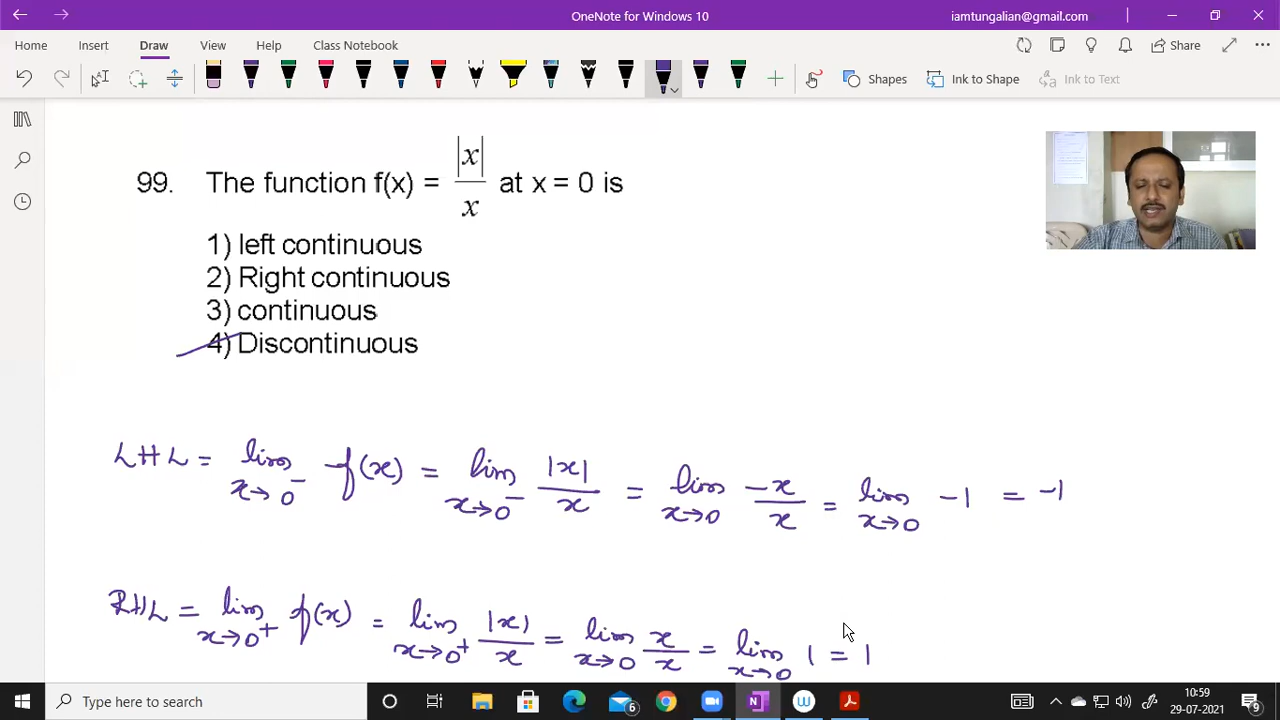 OneNote for Windows 10
iamtungalian@gmail.com
Home Insert Draw View Help Class Notebook
Share
Shapes Ink to Shape Ink to Text
99. The function f(x) = |x|/x at x = 0 is
1) left continuous
2) Right continuous
3) continuous
4) Discontinuous
LHL = lim x→0⁻ f(x) = lim x→0⁻ |x|/x = lim x→0 -x/x = lim x→0 -1 = -1
RHL = lim x→0⁺ f(x) = lim x→0⁺ |x|/x = lim x→0 x/x = lim x→0 1 = 1
Type here to search
6
10:59
29-07-2021
9